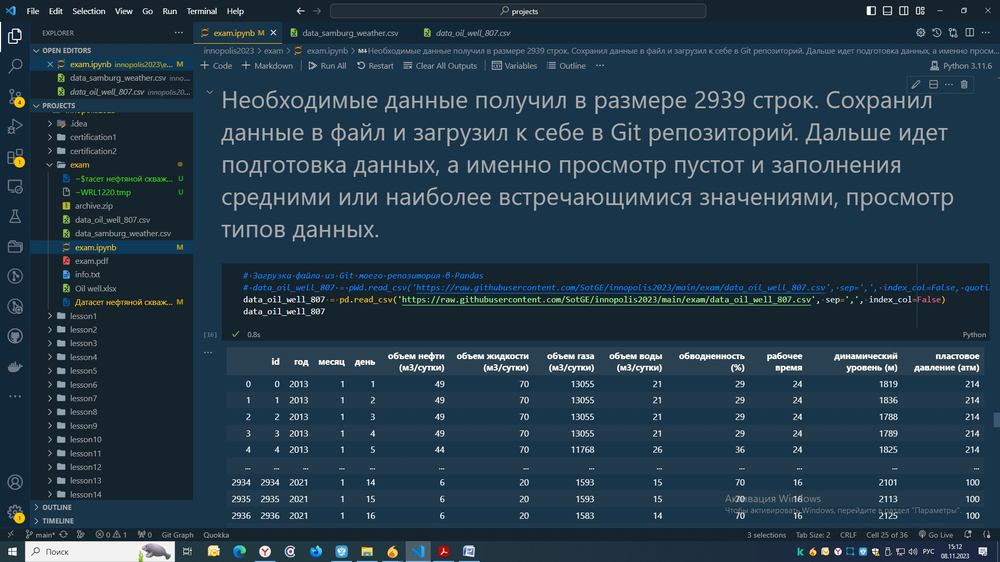 File Edit Selection View Go Run Terminal Help
projects
EXPLORER
OPEN EDITORS
exam.ipynb innopolis2023\e... M
data_samburg_weather.csv inno...
data_oil_well_807.csv innopolis20...
PROJECTS
.idea
certification1
certification2
exam
~$тасет нефтяной скваж... U
~WRL1220.tmp U
archive.zip
data_oil_well_807.csv
data_samburg_weather.csv
exam.ipynb M
exam.pdf
info.txt
Oil well.xlsx
Датасет нефтяной скваж... M
lesson1
lesson2
lesson3
lesson4
lesson5
lesson6
lesson7
lesson8
lesson9
lesson10
lesson11
lesson12
lesson13
lesson14
OUTLINE
TIMELINE
exam.ipynb M data_samburg_weather.csv data_oil_well_807.csv
innopolis2023 > exam > exam.ipynb > M↓Необходимые данные получил в размере 2939 строк. Сохранил данные в файл и загрузил к себе в Git репозиторий. Дальше идет подготовка данных, а именно просм...
+ Code + Markdown Run All Restart Clear All Outputs Variables Outline ... Python 3.11.6
Необходимые данные получил в размере 2939 строк. Сохранил
данные в файл и загрузил к себе в Git репозиторий. Дальше идет
подготовка данных, а именно просмотр пустот и заполнения
средними или наиболее встречающимися значениями, просмотр
типов данных.
# Загрузка файла из Git моего репозитория в Pandas
# data_oil_well_807 = pWd.read_csv('https://raw.githubusercontent.com/SotGE/innopolis2023/main/exam/data_oil_well_807.csv', sep=',', index_col=False, quoti
data_oil_well_807 = pd.read_csv('https://raw.githubusercontent.com/SotGE/innopolis2023/main/exam/data_oil_well_807.csv', sep=',', index_col=False)
data_oil_well_807
[16] 0.8s Python
id год месяц день объем нефти (м3/сутки) объем жидкости (м3/сутки) объем газа (м3/сутки) объем воды (м3/сутки) обводненность (%) рабочее время динамический уровень (м) пластовое давление (атм)
0 0 2013 1 1 49 70 13055 21 29 24 1819 214
1 1 2013 1 2 49 70 13055 21 29 24 1836 214
2 2 2013 1 3 49 70 13055 21 29 24 1788 214
3 3 2013 1 4 49 70 13055 21 29 24 1789 214
4 4 2013 1 5 44 70 11768 26 36 24 1825 214
... ... ... ... ... ... ... ... ... ... ... ... ...
2934 2934 2021 1 14 6 20 1593 15 70 16 2101 100
2935 2935 2021 1 15 6 20 1593 15 70 16 2113 100
2936 2936 2021 1 16 6 20 1583 14 70 16 2125 100
Активация Windows
Чтобы активировать Windows, перейдите в раздел "Параметры".
main* 0 1 0 Git Graph Quokka 3 selections Tab Size: 2 CRLF Cell 25 of 36 Go Live
Поиск
РУС
15:12
08.11.2023